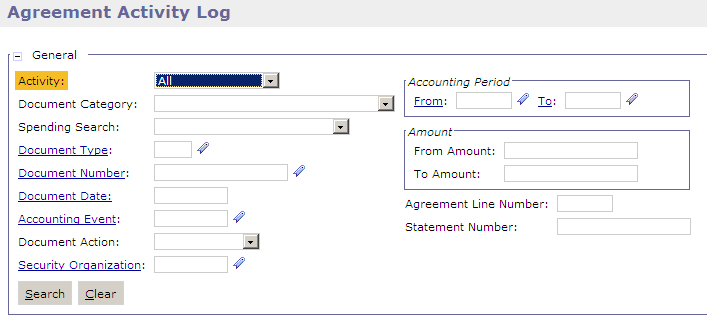 Agreement Activity Log
General
Activity: All
Document Category:
Spending Search:
Document Type:
Document Number:
Document Date:
Accounting Event:
Document Action:
Security Organization:
Search Clear
Accounting Period
From: To:
Amount
From Amount:
To Amount:
Agreement Line Number:
Statement Number: